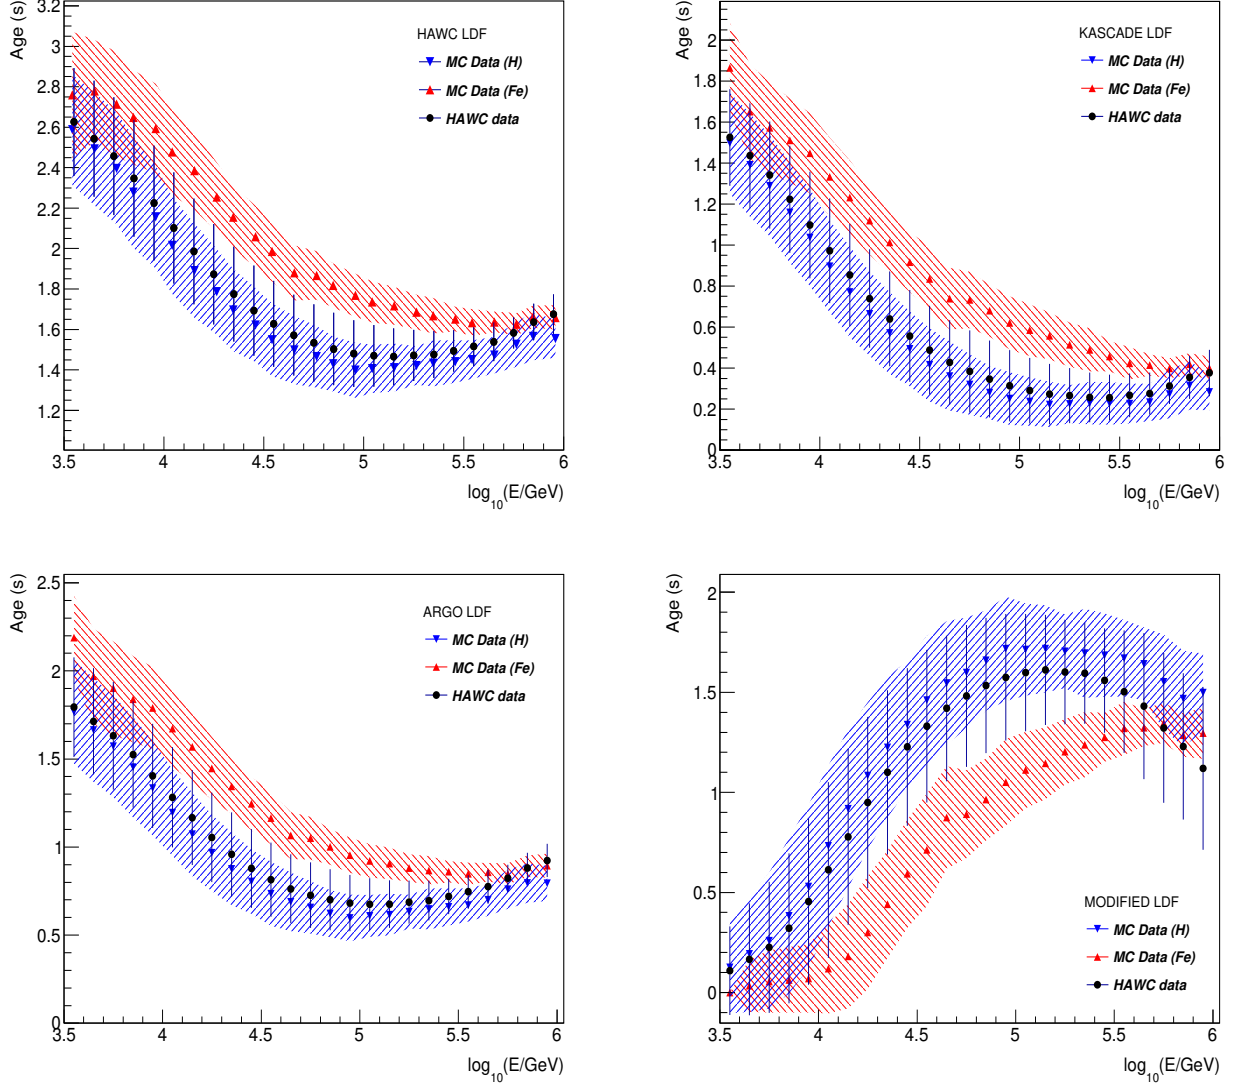 Age (s)
3.2
3
2.8
2.6
2.4
2.2
2
1.8
1.6
1.4
1.2
3.5
4
4.5
5
5.5
6
log10(E/GeV)
HAWC LDF
MC Data (H)
MC Data (Fe)
HAWC data
Age (s)
2
1.8
1.6
1.4
1.2
1
0.8
0.6
0.4
0.2
0
3.5
4
4.5
5
5.5
6
log10(E/GeV)
KASCADE LDF
MC Data (H)
MC Data (Fe)
HAWC data
Age (s)
2.5
2
1.5
1
0.5
0
3.5
4
4.5
5
5.5
6
log10(E/GeV)
ARGO LDF
MC Data (H)
MC Data (Fe)
HAWC data
Age (s)
2
1.5
1
0.5
0
3.5
4
4.5
5
5.5
6
log10(E/GeV)
MODIFIED LDF
MC Data (H)
MC Data (Fe)
HAWC data